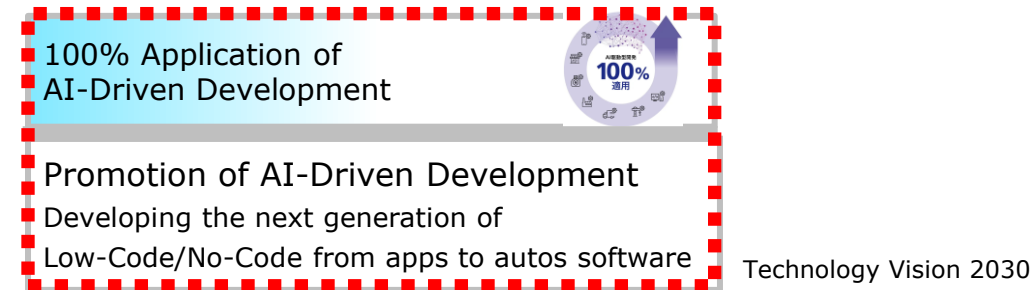 100% Application of
AI-Driven Development
AI駆動型開発
100%
適用
Promotion of AI-Driven Development
Developing the next generation of
Low-Code/No-Code from apps to autos software
Technology Vision 2030